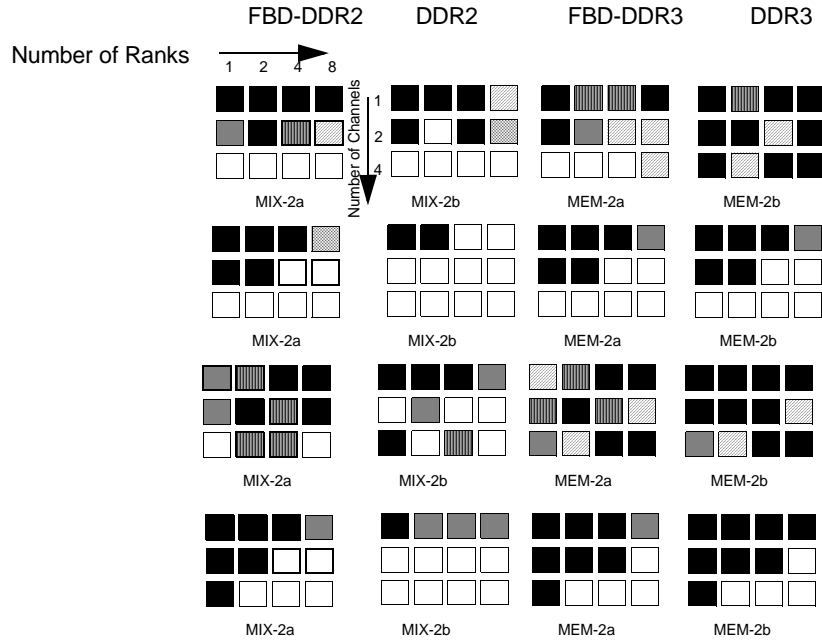 FBD-DDR2 DDR2 FBD-DDR3 DDR3
Number of Ranks
1 2 4 8
Number of Channels
1
2
4
MIX-2a MIX-2b MEM-2a MEM-2b
MIX-2a MIX-2b MEM-2a MEM-2b
MIX-2a MIX-2b MEM-2a MEM-2b
MIX-2a MIX-2b MEM-2a MEM-2b